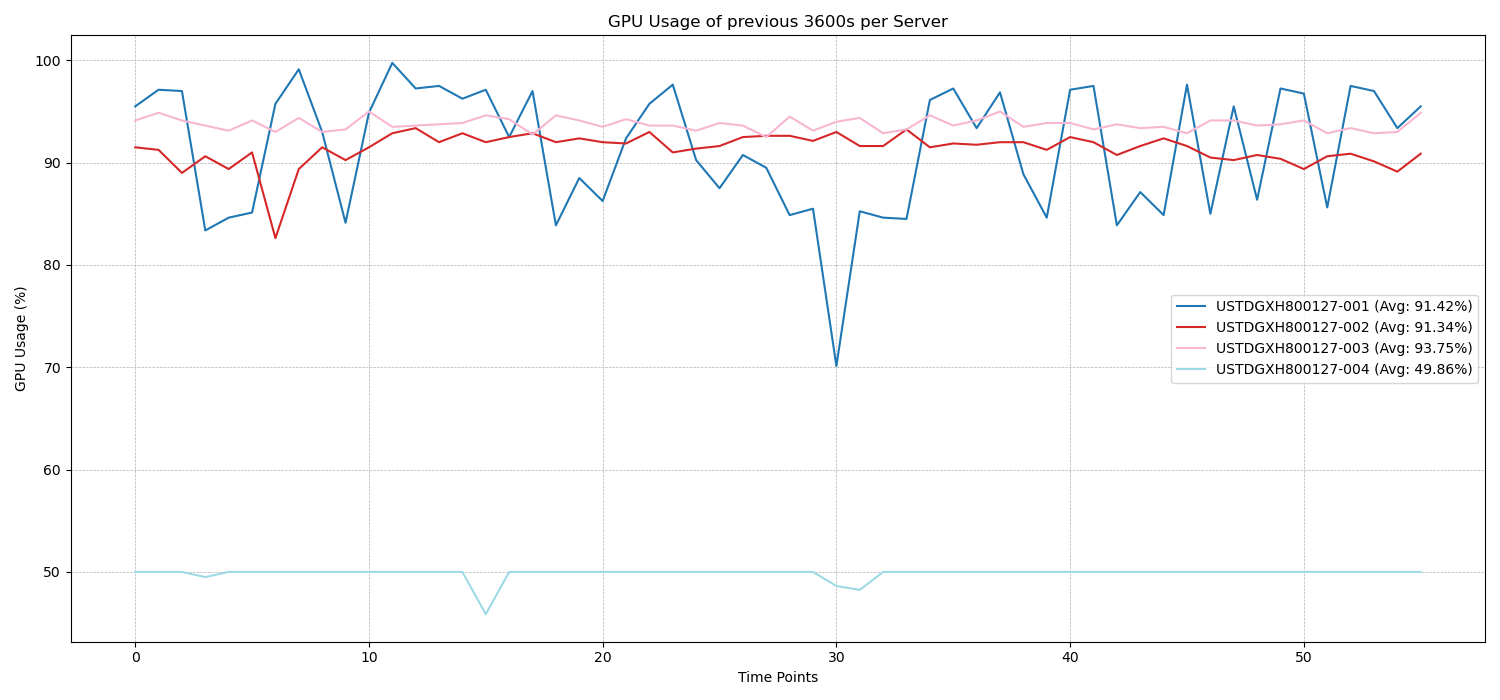 GPU Usage of previous 3600s per Server
GPU Usage (%)
100
90
80
70
60
50
USTDGXH800127-001 (Avg: 91.42%)
USTDGXH800127-002 (Avg: 91.34%)
USTDGXH800127-003 (Avg: 93.75%)
USTDGXH800127-004 (Avg: 49.86%)
0 10 20 30 40 50
Time Points